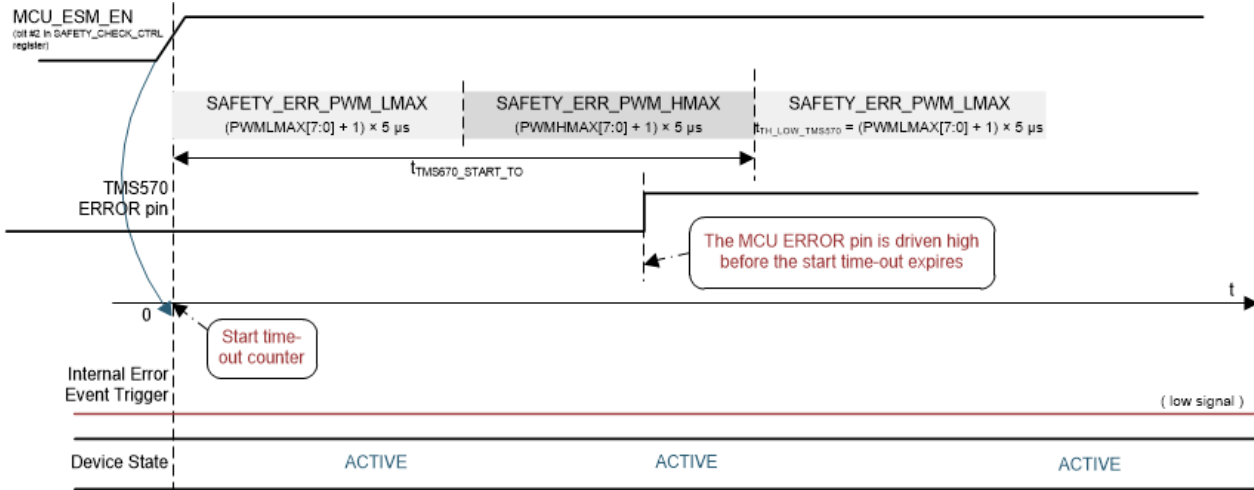 MCU_ESM_EN
(bit #2 in SAFETY_CHECK_CTRL
register)
SAFETY_ERR_PWM_LMAX
(PWMLMAX[7:0] + 1) × 5 µs
SAFETY_ERR_PWM_HMAX
(PWMHMAX[7:0] + 1) × 5 µs
SAFETY_ERR_PWM_LMAX
tTH_LOW_TMS570 = (PWMLMAX[7:0] + 1) × 5 µs
tTMS570_START_TO
TMS570
ERROR pin
The MCU ERROR pin is driven high
before the start time-out expires
t
0
Start time-
out counter
Internal Error
Event Trigger
( low signal )
Device State
ACTIVE
ACTIVE
ACTIVE